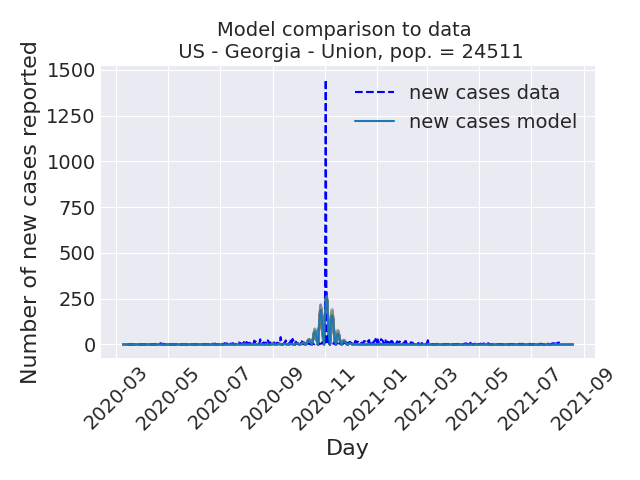 Model comparison to data
US - Georgia - Union, pop. = 24511
Number of new cases reported
1500
1250
1000
750
500
250
0
new cases data
new cases model
2020-03
2020-05
2020-07
2020-09
2020-11
2021-01
2021-03
2021-05
2021-07
2021-09
Day